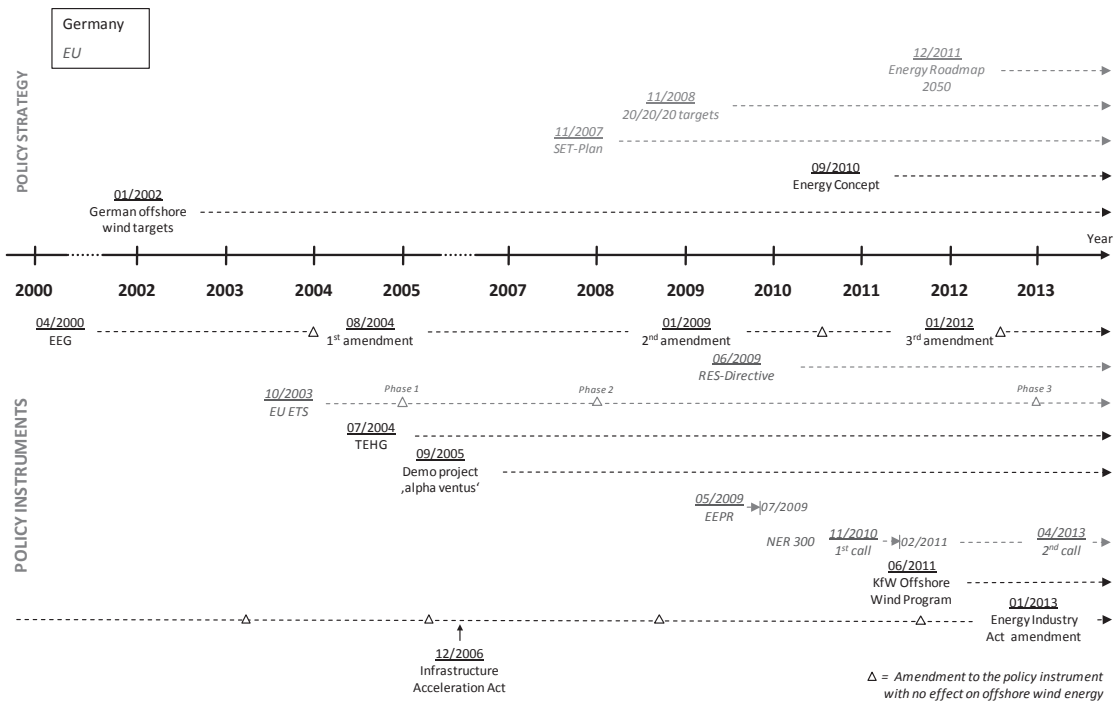 Germany
EU
POLICY STRATEGY
12/2011
Energy Roadmap
2050
11/2008
20/20/20 targets
11/2007
SET-Plan
09/2010
Energy Concept
01/2002
German offshore
wind targets
Year
2000 2002 2003 2004 2005 2007 2008 2009 2010 2011 2012 2013
POLICY INSTRUMENTS
04/2000
EEG
08/2004
1st amendment
01/2009
2nd amendment
01/2012
3rd amendment
06/2009
RES-Directive
10/2003
EU ETS
Phase 1
Phase 2
Phase 3
07/2004
TEHG
09/2005
Demo project
‚alpha ventus‘
05/2009
EEPR
07/2009
NER 300
11/2010
1st call
02/2011
04/2013
2nd call
06/2011
KfW Offshore
Wind Program
01/2013
Energy Industry
Act amendment
12/2006
Infrastructure
Acceleration Act
△ = Amendment to the policy instrument
with no effect on offshore wind energy